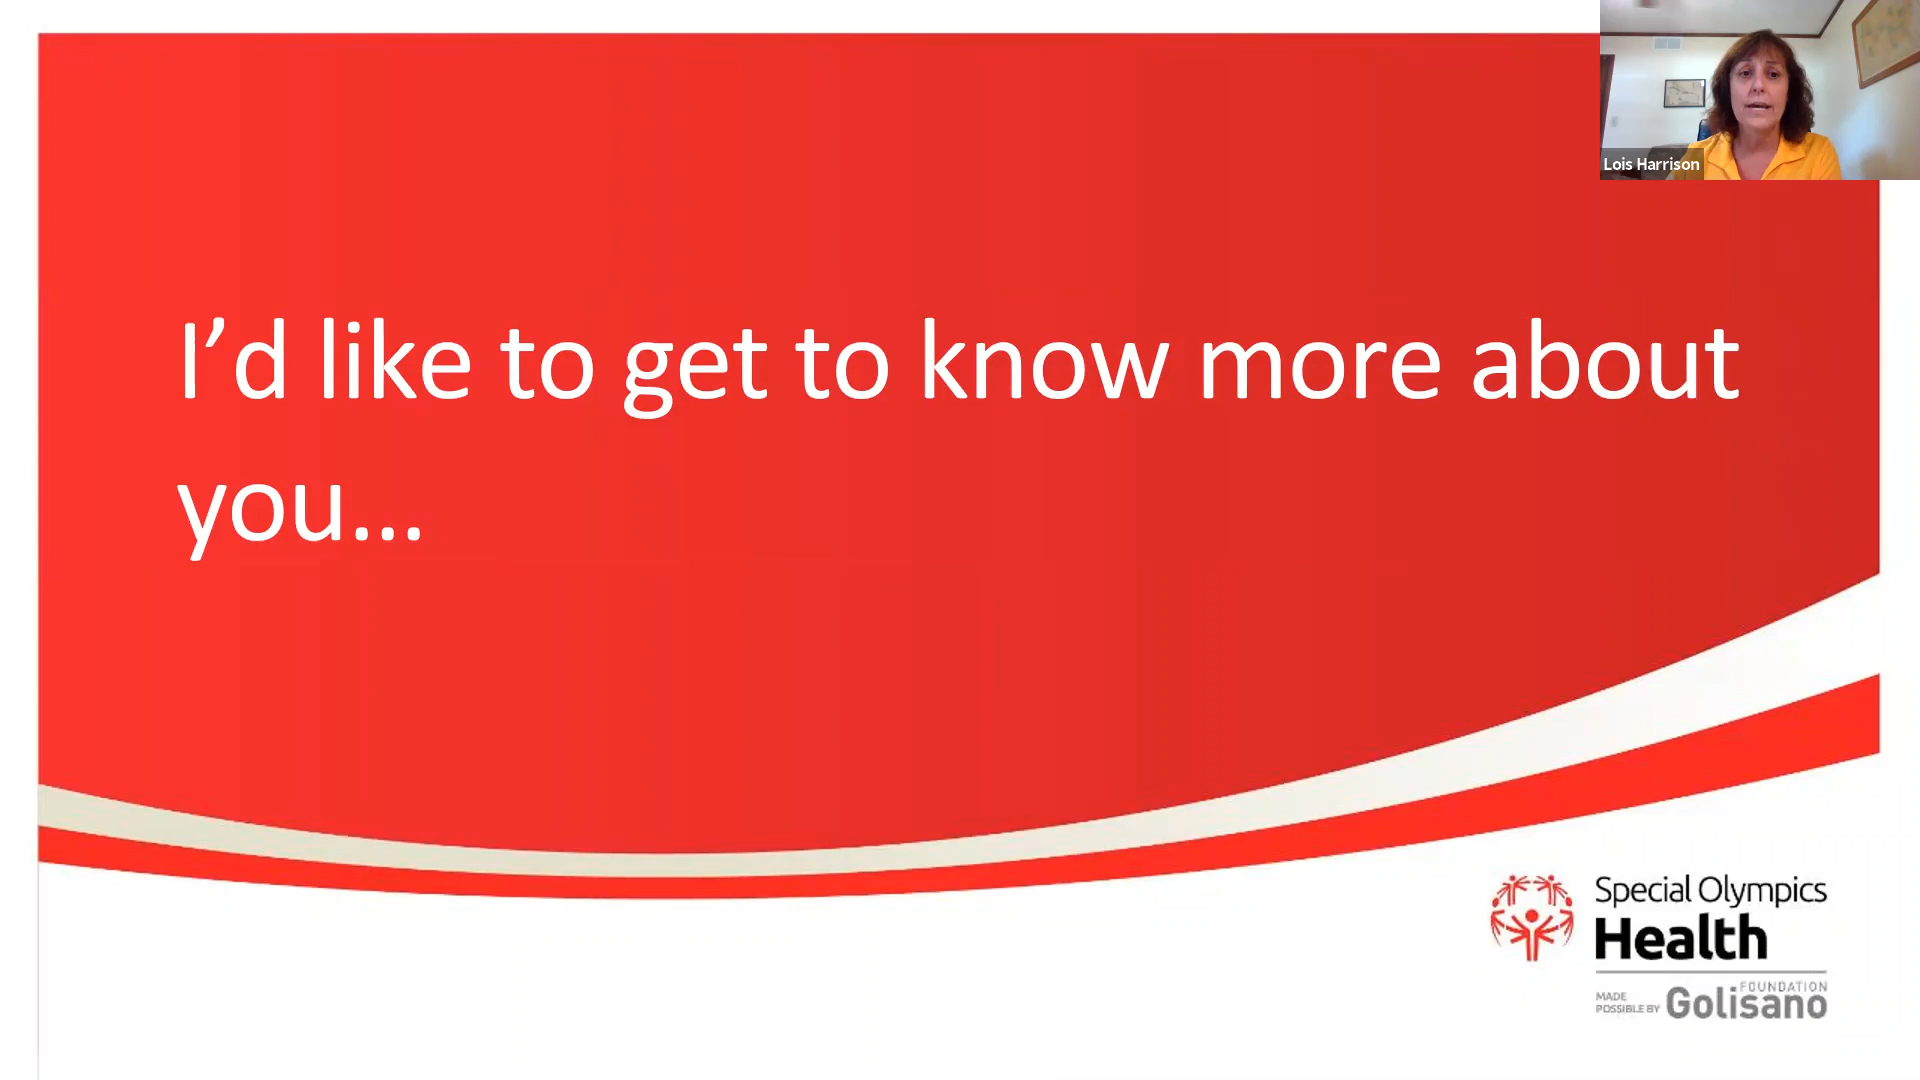 Lois Harrison
I’d like to get to know more about
you...
Special Olympics
Health
MADE
POSSIBLE BY
FOUNDATION
Golisano